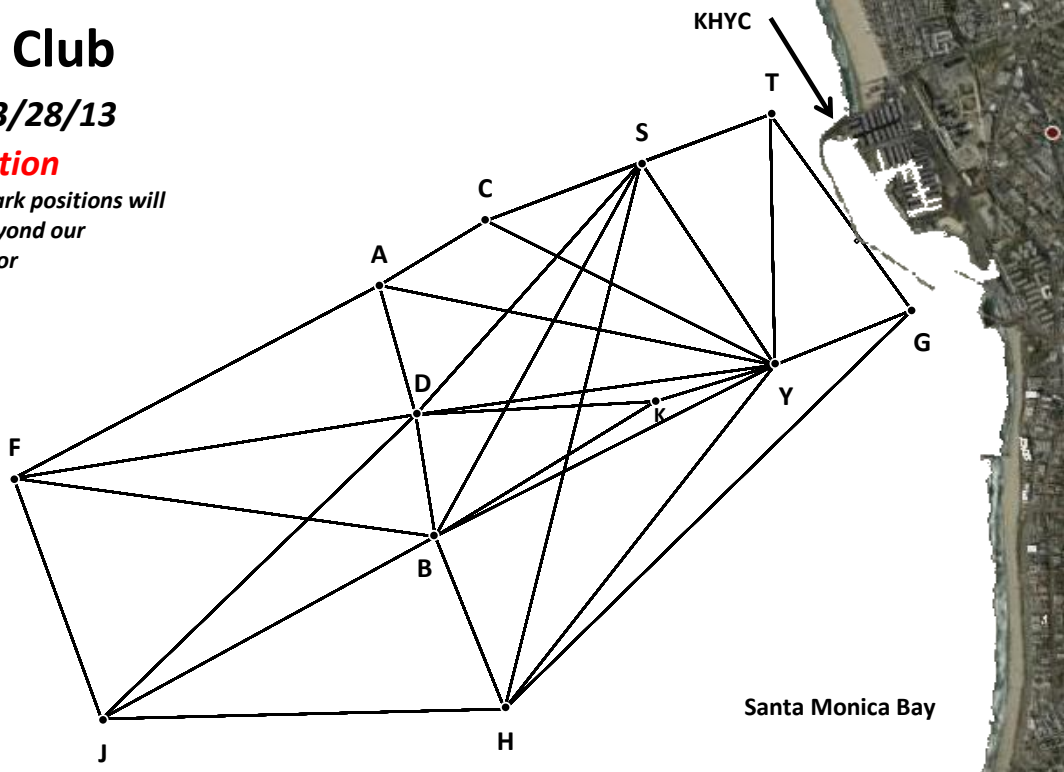 Club
3/28/13
tion
ark positions will
yond our
or
KHYC
T
S
C
A
G
D
Y
K
F
B
Santa Monica Bay
H
J